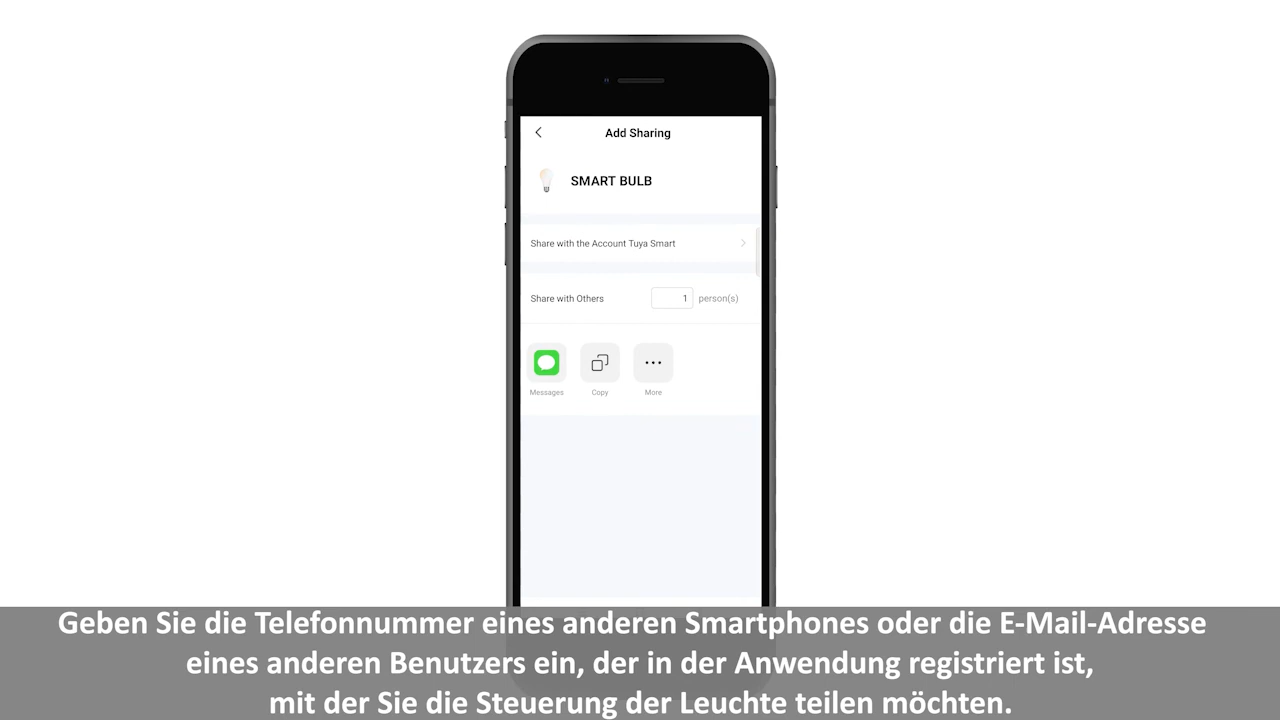 Add Sharing
SMART BULB
Share with the Account Tuya Smart
Share with Others 1 person(s)
Messages Copy More
Geben Sie die Telefonnummer eines anderen Smartphones oder die E-Mail-Adresse
eines anderen Benutzers ein, der in der Anwendung registriert ist,
mit der Sie die Steuerung der Leuchte teilen möchten.